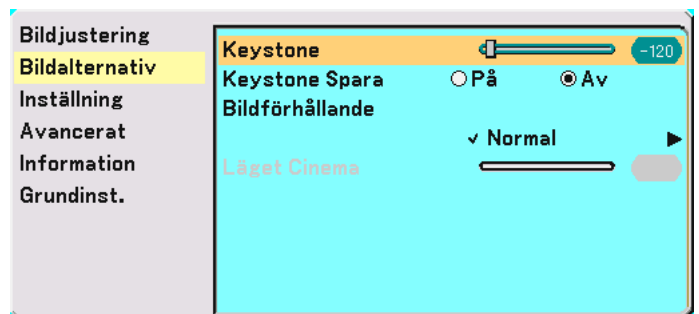 Bildjustering
Bildalternativ
Inställning
Avancerat
Information
Grundinst.
Keystone -120
Keystone Spara På Av
Bildförhållande
Normal
Läget Cinema